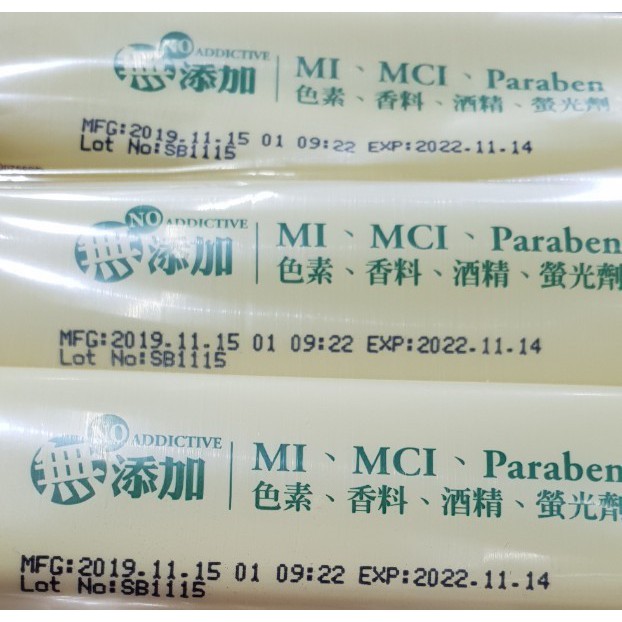 NO ADDICTIVE
無添加
MI、MCI、Paraben
色素、香料、酒精、螢光劑
MFG:2019.11.15 01 09:22 EXP:2022.11.14
Lot No:SB1115
NO ADDICTIVE
無添加
MI、MCI、Paraben
色素、香料、酒精、螢光劑
MFG:2019.11.15 01 09:22 EXP:2022.11.14
Lot No:SB1115
NO ADDICTIVE
無添加
MI、MCI、Paraben
色素、香料、酒精、螢光劑
MFG:2019.11.15 01 09:22 EXP:2022.11.14
Lot No:SB1115